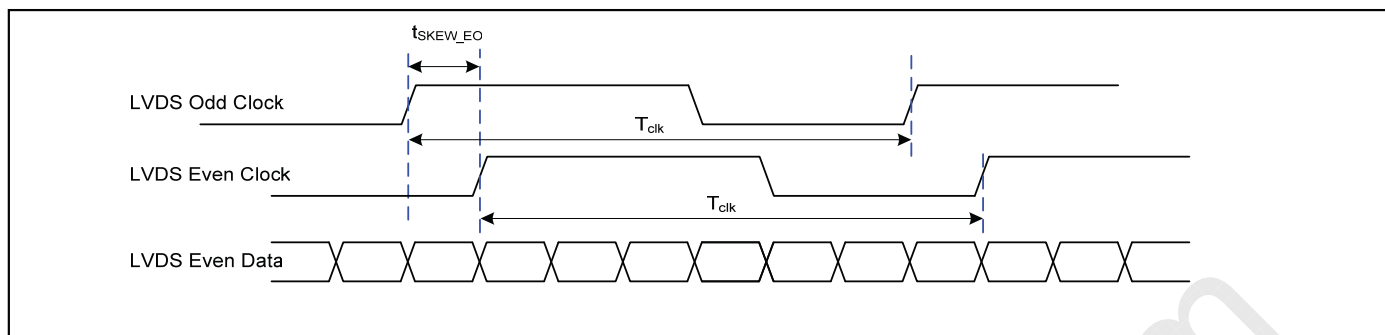 tSKEW_EO
LVDS Odd Clock
Tclk
LVDS Even Clock
Tclk
LVDS Even Data